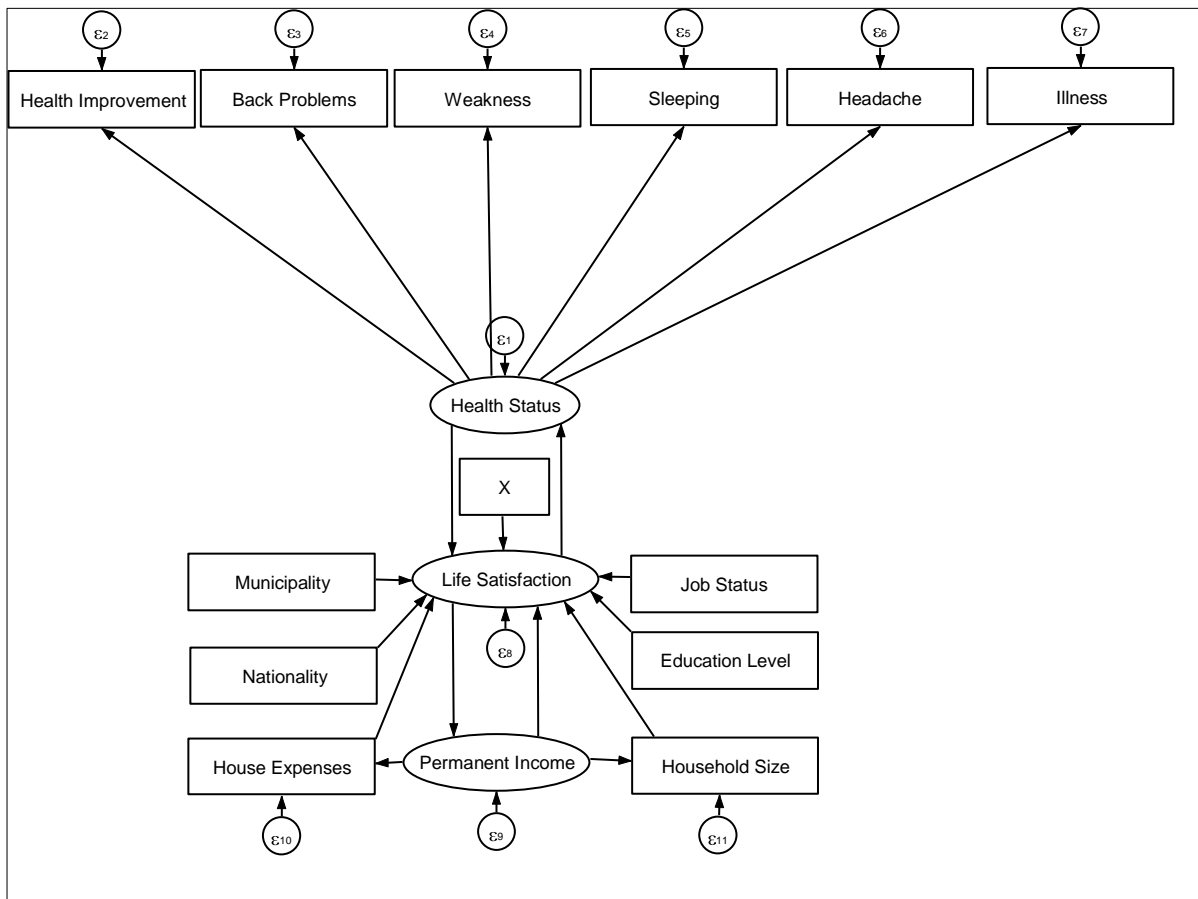 ε2
ε3
ε4
ε5
ε6
ε7
Health Improvement
Back Problems
Weakness
Sleeping
Headache
Illness
ε1
Health Status
X
Municipality
Life Satisfaction
Job Status
ε8
Nationality
Education Level
House Expenses
Permanent Income
Household Size
ε10
ε9
ε11